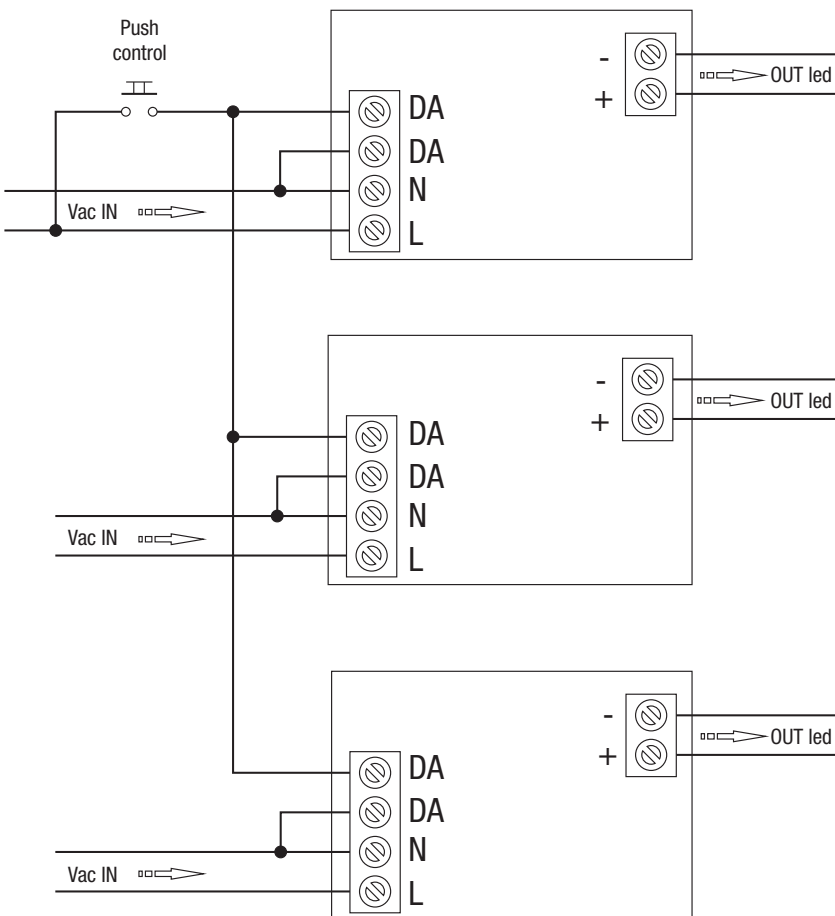 Push
control
DA
DA
N
L
Vac IN
-
+
OUT led
DA
DA
N
L
Vac IN
-
+
OUT led
DA
DA
N
L
Vac IN
-
+
OUT led